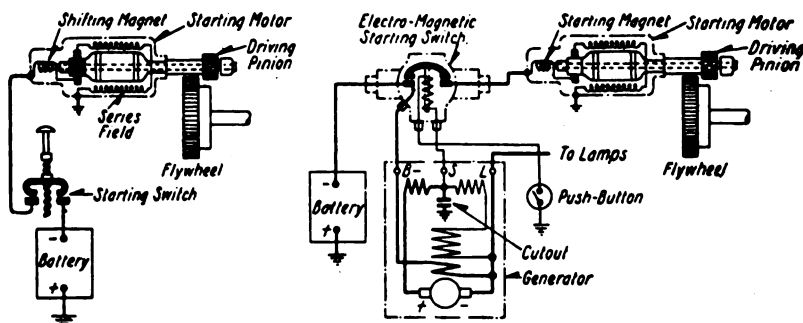 Shifting Magnet
Starting Motor
Driving
Pinion
Series
Field
Flywheel
Starting Switch
-
Battery
+
Electro-Magnetic
Starting Switch
Starting Magnet
Starting Motor
Driving
Pinion
Flywheel
B- S L
To Lamps
Push-Button
-
Battery
+
Cutout
Generator
+ -